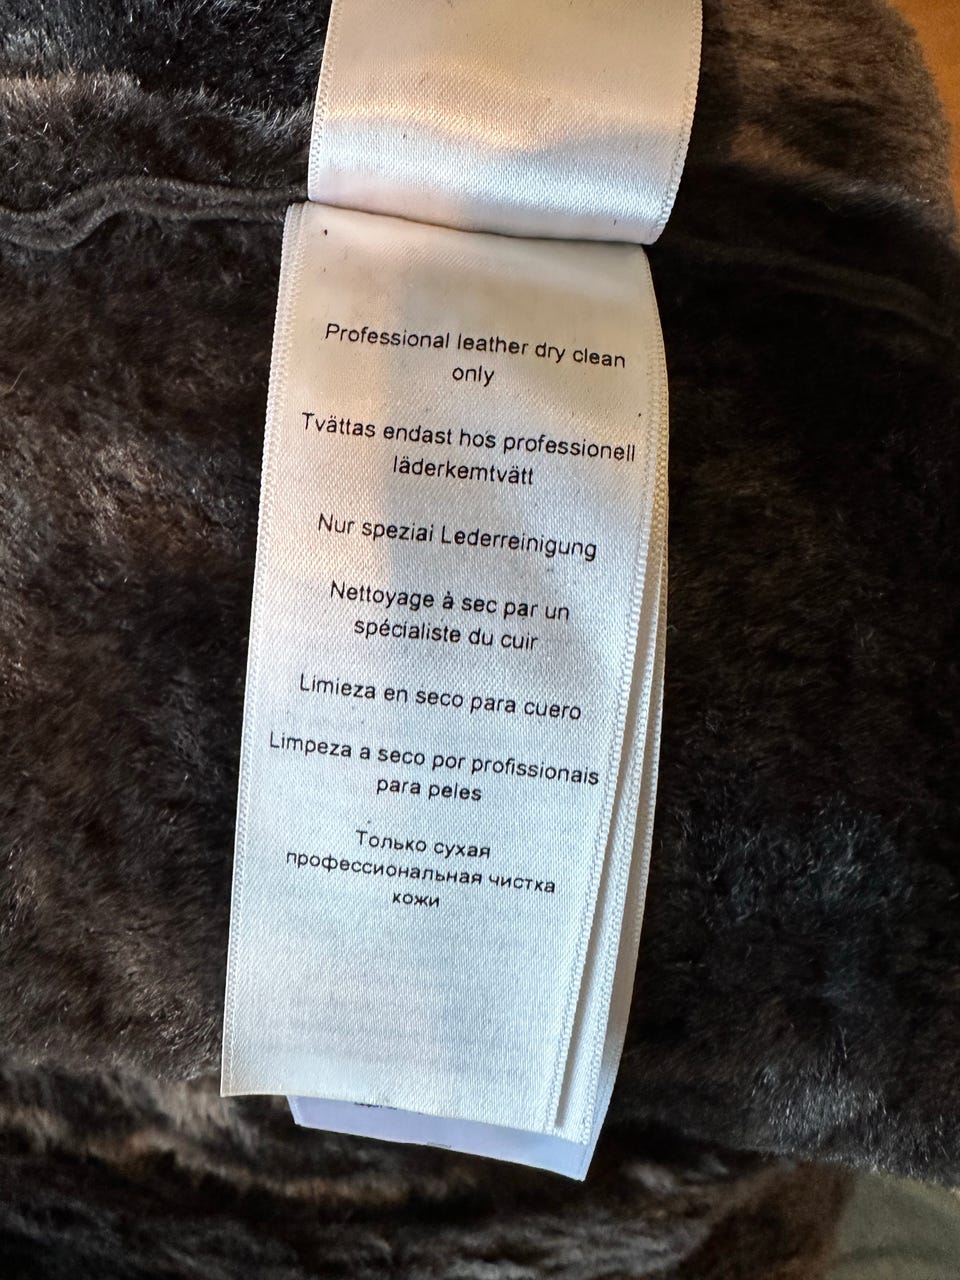 Professional leather dry clean
only
Tvättas endast hos professionell
läderkemtvätt
Nur speziai Lederreinigung
Nettoyage à sec par un
spécialiste du cuir
Limieza en seco para cuero
Limpeza a seco por profissionais
para peles
Только сухая
профессиональная чистка
кожи